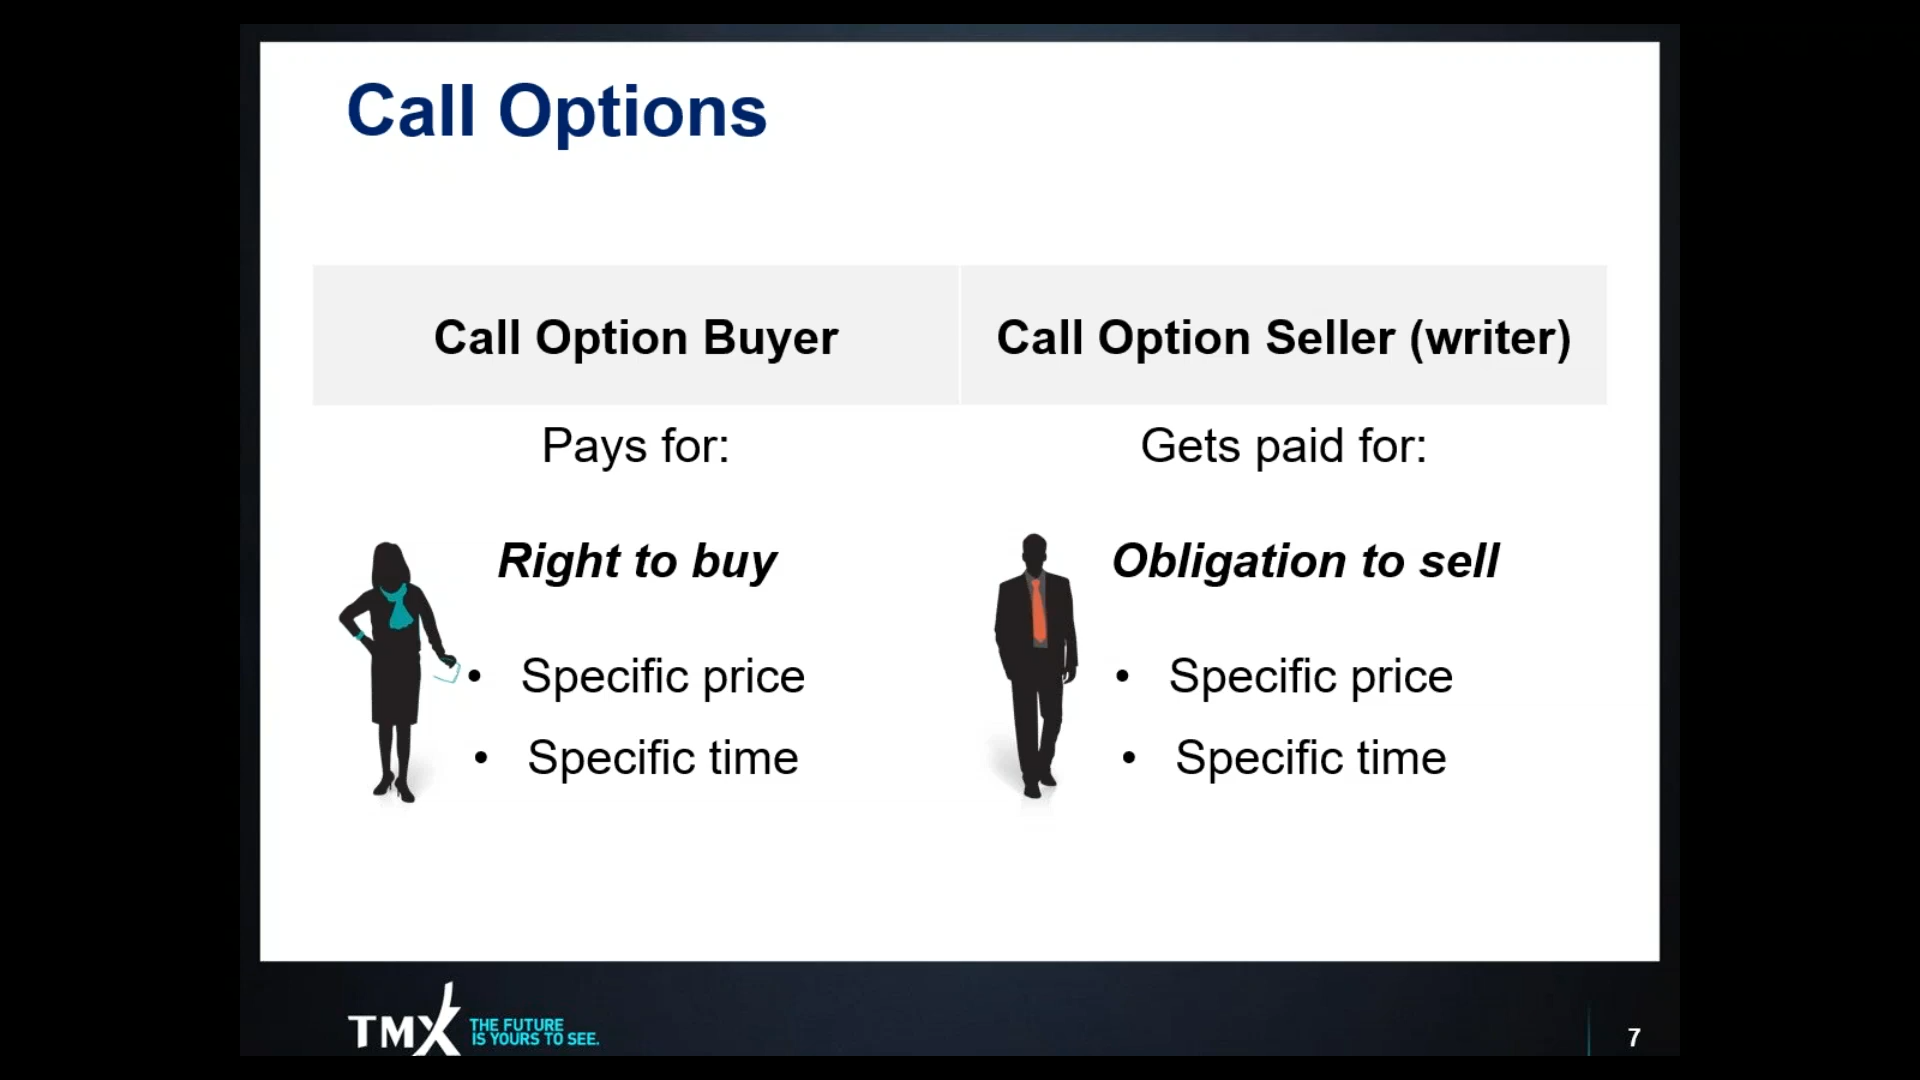 Call Options
Call Option Buyer
Call Option Seller (writer)
Pays for:
Gets paid for:
Right to buy
Obligation to sell
• Specific price
• Specific price
• Specific time
• Specific time
TMX
THE FUTURE
IS YOURS TO SEE.
7